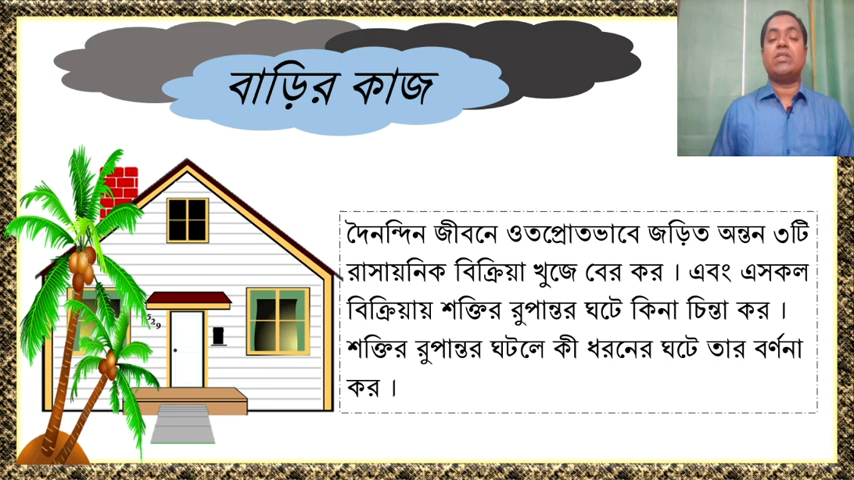 বাড়ির কাজ
দৈনন্দিন জীবনে ওতপ্রোতভাবে জড়িত অন্তন ৩টি
রাসায়নিক বিক্রিয়া খুজে বের কর । এবং এসকল
বিক্রিয়ায় শক্তির রুপান্তর ঘটে কিনা চিন্তা কর ।
শক্তির রুপান্তর ঘটলে কী ধরনের ঘটে তার বর্ণনা
কর ।
529